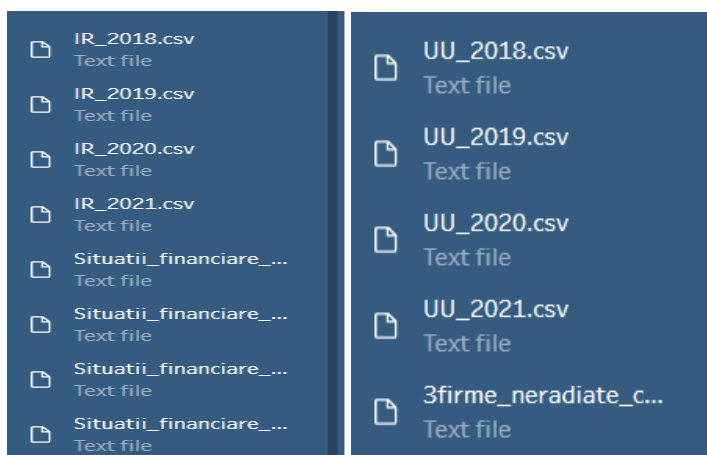 IR_2018.csv
Text file
IR_2019.csv
Text file
IR_2020.csv
Text file
IR_2021.csv
Text file
Situatii_financiare_...
Text file
Situatii_financiare_...
Text file
Situatii_financiare_...
Text file
Situatii_financiare_...
Text file
UU_2018.csv
Text file
UU_2019.csv
Text file
UU_2020.csv
Text file
UU_2021.csv
Text file
3firme_neradiate_c...
Text file